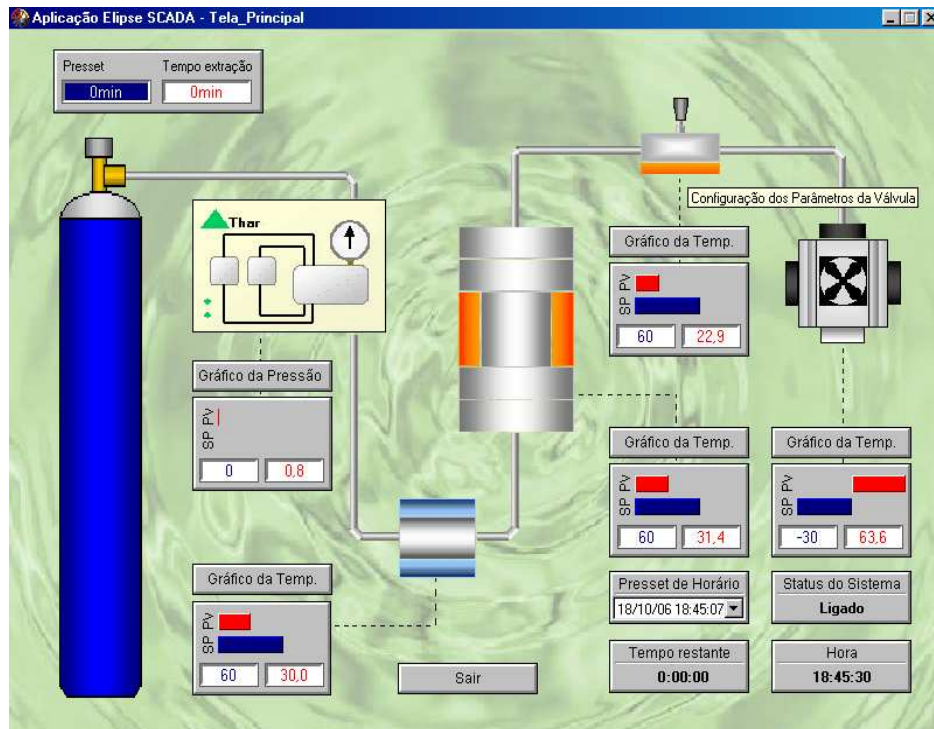 Aplicação Elipse SCADA - Tela_Principal
Presset Tempo extração
0min 0min
Thar
Configuração dos Parâmetros da Válvula
Gráfico da Temp.
SP PV
60 22,9
Gráfico da Pressão
SP PV
0 0,8
Gráfico da Temp.
SP PV
60 31,4
Gráfico da Temp.
SP PV
-30 63,6
Gráfico da Temp.
SP PV
60 30,0
Presset de Horário
18/10/06 18:45:07
Status do Sistema
Ligado
Tempo restante
0:00:00
Hora
18:45:30
Sair